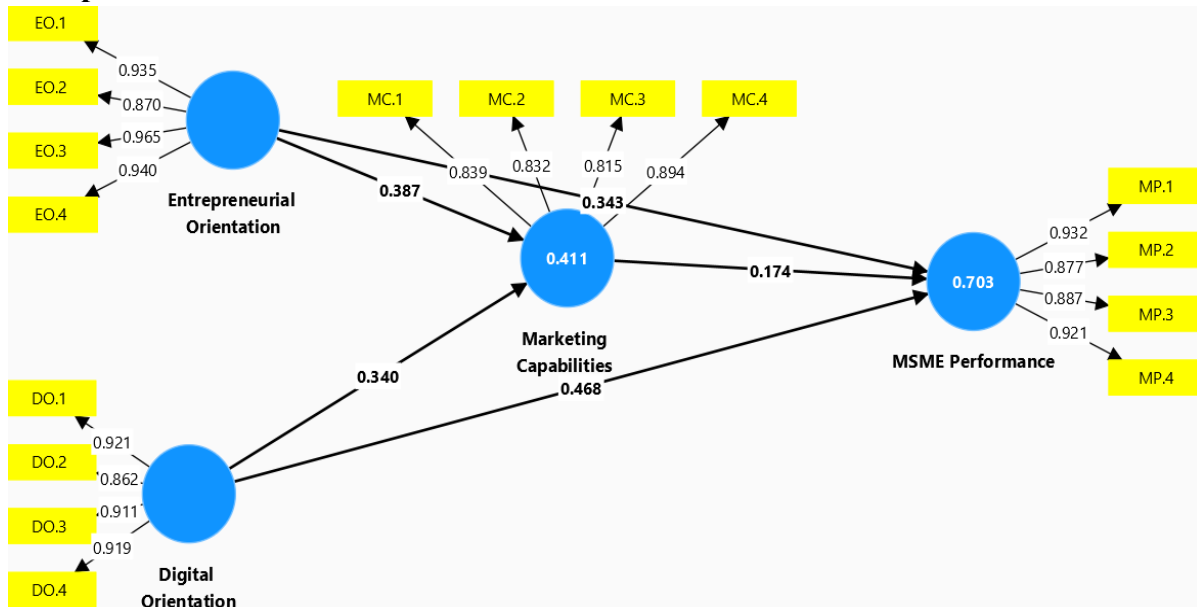 EO.1
0.935
EO.2
0.870
EO.3
0.965
EO.4
0.940
Entrepreneurial
Orientation
MC.1
MC.2
MC.3
MC.4
0.839
0.832
0.815
0.894
0.387
0.343
0.411
Marketing
Capabilities
0.174
0.340
0.468
0.703
MSME Performance
MP.1
0.932
MP.2
0.877
MP.3
0.887
MP.4
0.921
DO.1
0.921
DO.2
0.862
DO.3
0.911
DO.4
0.919
Digital
Orientation